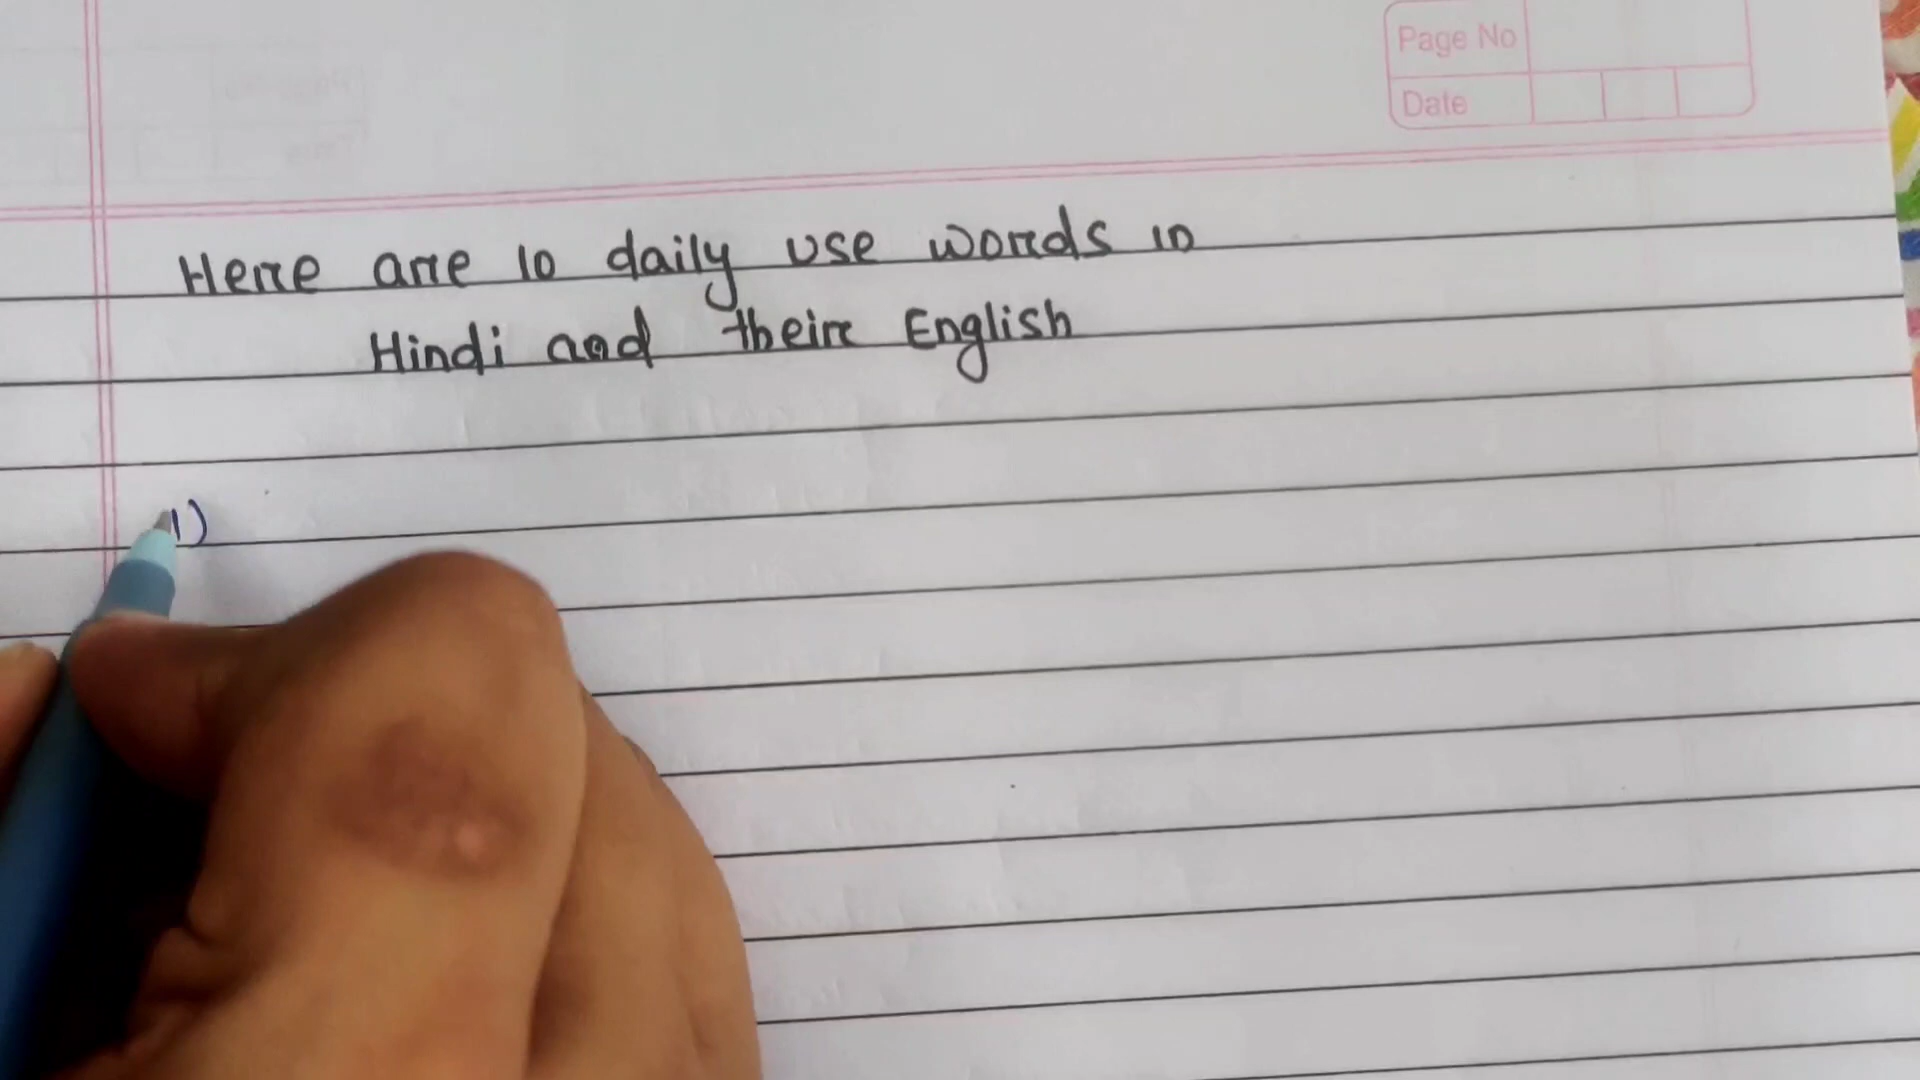 Page No
Date
Here are 10 daily use words in
Hindi and their English
1)